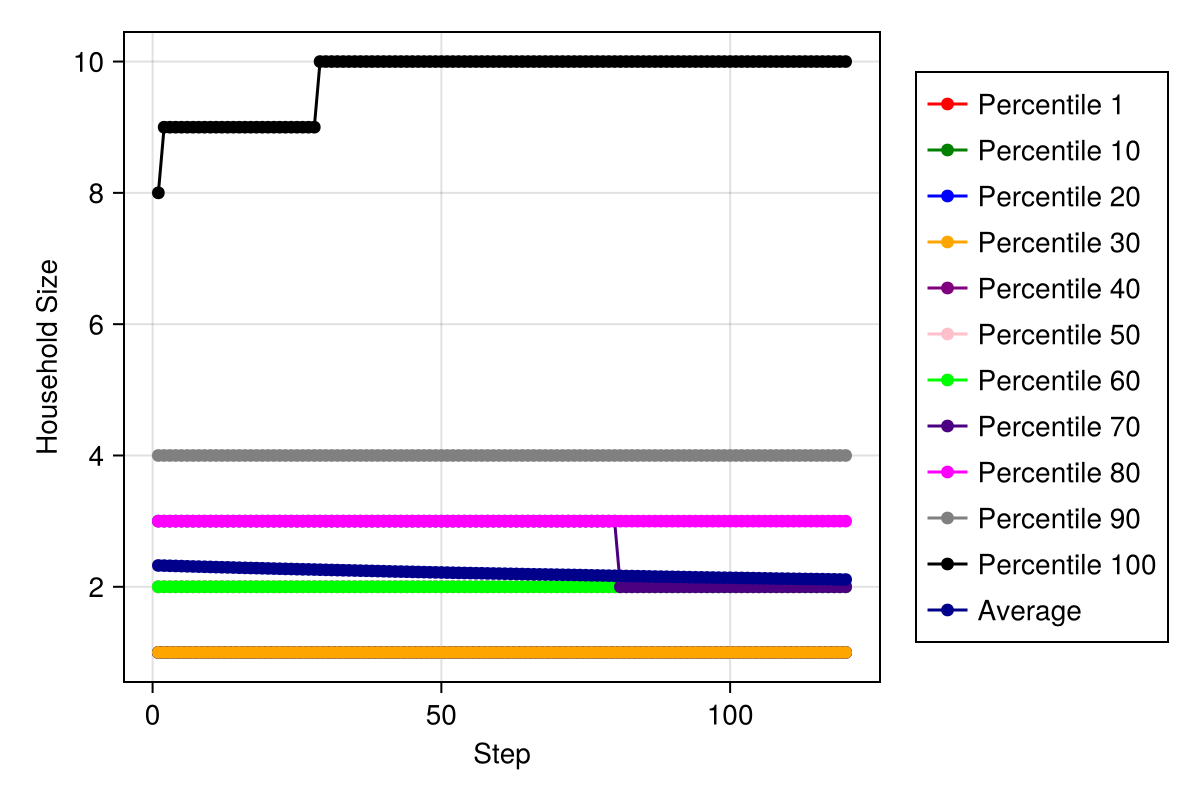 10
8
6
4
2
Household Size
0
50
100
Step
Percentile 1
Percentile 10
Percentile 20
Percentile 30
Percentile 40
Percentile 50
Percentile 60
Percentile 70
Percentile 80
Percentile 90
Percentile 100
Average